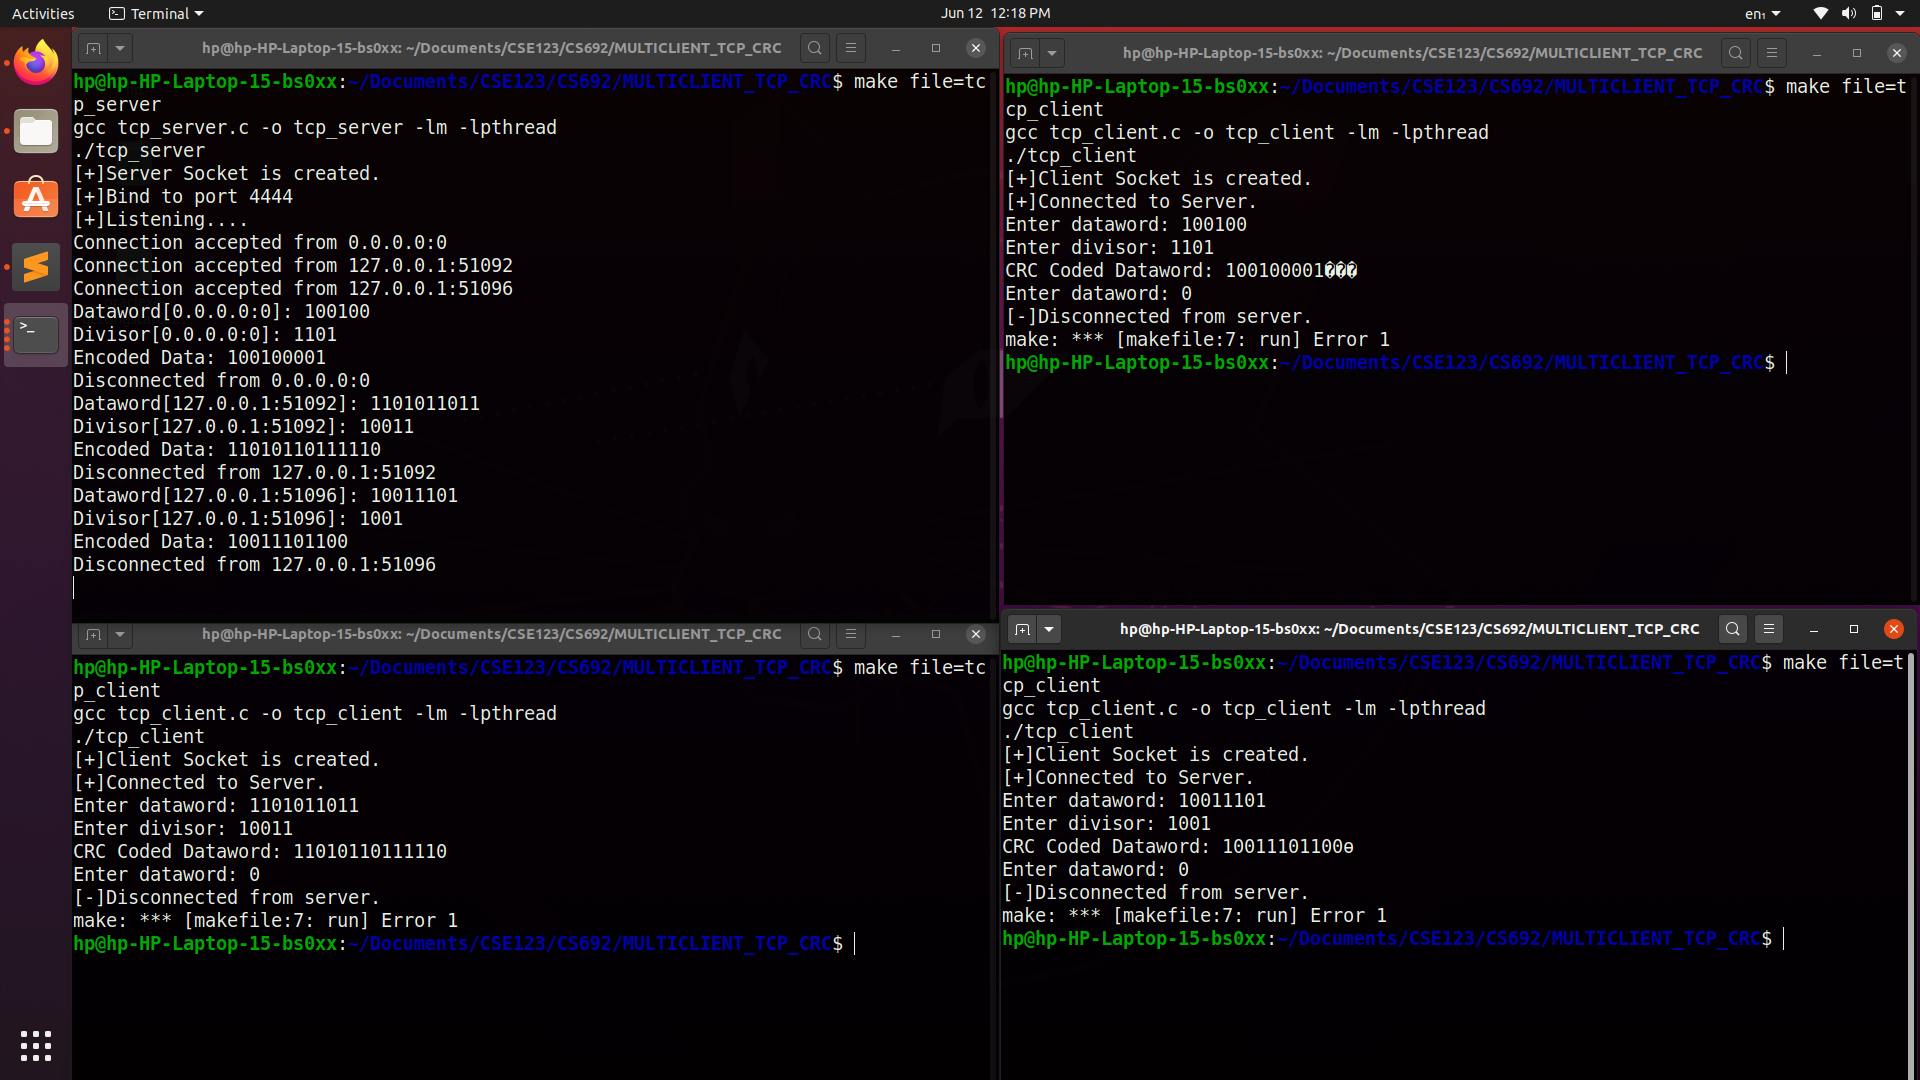 Activities Terminal Jun 12 12:18 PM en₁
hp@hp-HP-Laptop-15-bs0xx: ~/Documents/CSE123/CS692/MULTICLIENT_TCP_CRC
hp@hp-HP-Laptop-15-bs0xx:~/Documents/CSE123/CS692/MULTICLIENT_TCP_CRC$ make file=tc
p_server
gcc tcp_server.c -o tcp_server -lm -lpthread
./tcp_server
[+]Server Socket is created.
[+]Bind to port 4444
[+]Listening....
Connection accepted from 0.0.0.0:0
Connection accepted from 127.0.0.1:51092
Connection accepted from 127.0.0.1:51096
Dataword[0.0.0.0:0]: 100100
Divisor[0.0.0.0:0]: 1101
Encoded Data: 100100001
Disconnected from 0.0.0.0:0
Dataword[127.0.0.1:51092]: 1101011011
Divisor[127.0.0.1:51092]: 10011
Encoded Data: 11010110111110
Disconnected from 127.0.0.1:51092
Dataword[127.0.0.1:51096]: 10011101
Divisor[127.0.0.1:51096]: 1001
Encoded Data: 10011101100
Disconnected from 127.0.0.1:51096
hp@hp-HP-Laptop-15-bs0xx: ~/Documents/CSE123/CS692/MULTICLIENT_TCP_CRC
hp@hp-HP-Laptop-15-bs0xx:~/Documents/CSE123/CS692/MULTICLIENT_TCP_CRC$ make file=t
cp_client
gcc tcp_client.c -o tcp_client -lm -lpthread
./tcp_client
[+]Client Socket is created.
[+]Connected to Server.
Enter dataword: 100100
Enter divisor: 1101
CRC Coded Dataword: 100100001���
Enter dataword: 0
[-]Disconnected from server.
make: *** [makefile:7: run] Error 1
hp@hp-HP-Laptop-15-bs0xx:~/Documents/CSE123/CS692/MULTICLIENT_TCP_CRC$
hp@hp-HP-Laptop-15-bs0xx: ~/Documents/CSE123/CS692/MULTICLIENT_TCP_CRC
hp@hp-HP-Laptop-15-bs0xx:~/Documents/CSE123/CS692/MULTICLIENT_TCP_CRC$ make file=tc
p_client
gcc tcp_client.c -o tcp_client -lm -lpthread
./tcp_client
[+]Client Socket is created.
[+]Connected to Server.
Enter dataword: 1101011011
Enter divisor: 10011
CRC Coded Dataword: 11010110111110
Enter dataword: 0
[-]Disconnected from server.
make: *** [makefile:7: run] Error 1
hp@hp-HP-Laptop-15-bs0xx:~/Documents/CSE123/CS692/MULTICLIENT_TCP_CRC$
hp@hp-HP-Laptop-15-bs0xx: ~/Documents/CSE123/CS692/MULTICLIENT_TCP_CRC
hp@hp-HP-Laptop-15-bs0xx:~/Documents/CSE123/CS692/MULTICLIENT_TCP_CRC$ make file=t
cp_client
gcc tcp_client.c -o tcp_client -lm -lpthread
./tcp_client
[+]Client Socket is created.
[+]Connected to Server.
Enter dataword: 10011101
Enter divisor: 1001
CRC Coded Dataword: 10011101100ɵ
Enter dataword: 0
[-]Disconnected from server.
make: *** [makefile:7: run] Error 1
hp@hp-HP-Laptop-15-bs0xx:~/Documents/CSE123/CS692/MULTICLIENT_TCP_CRC$